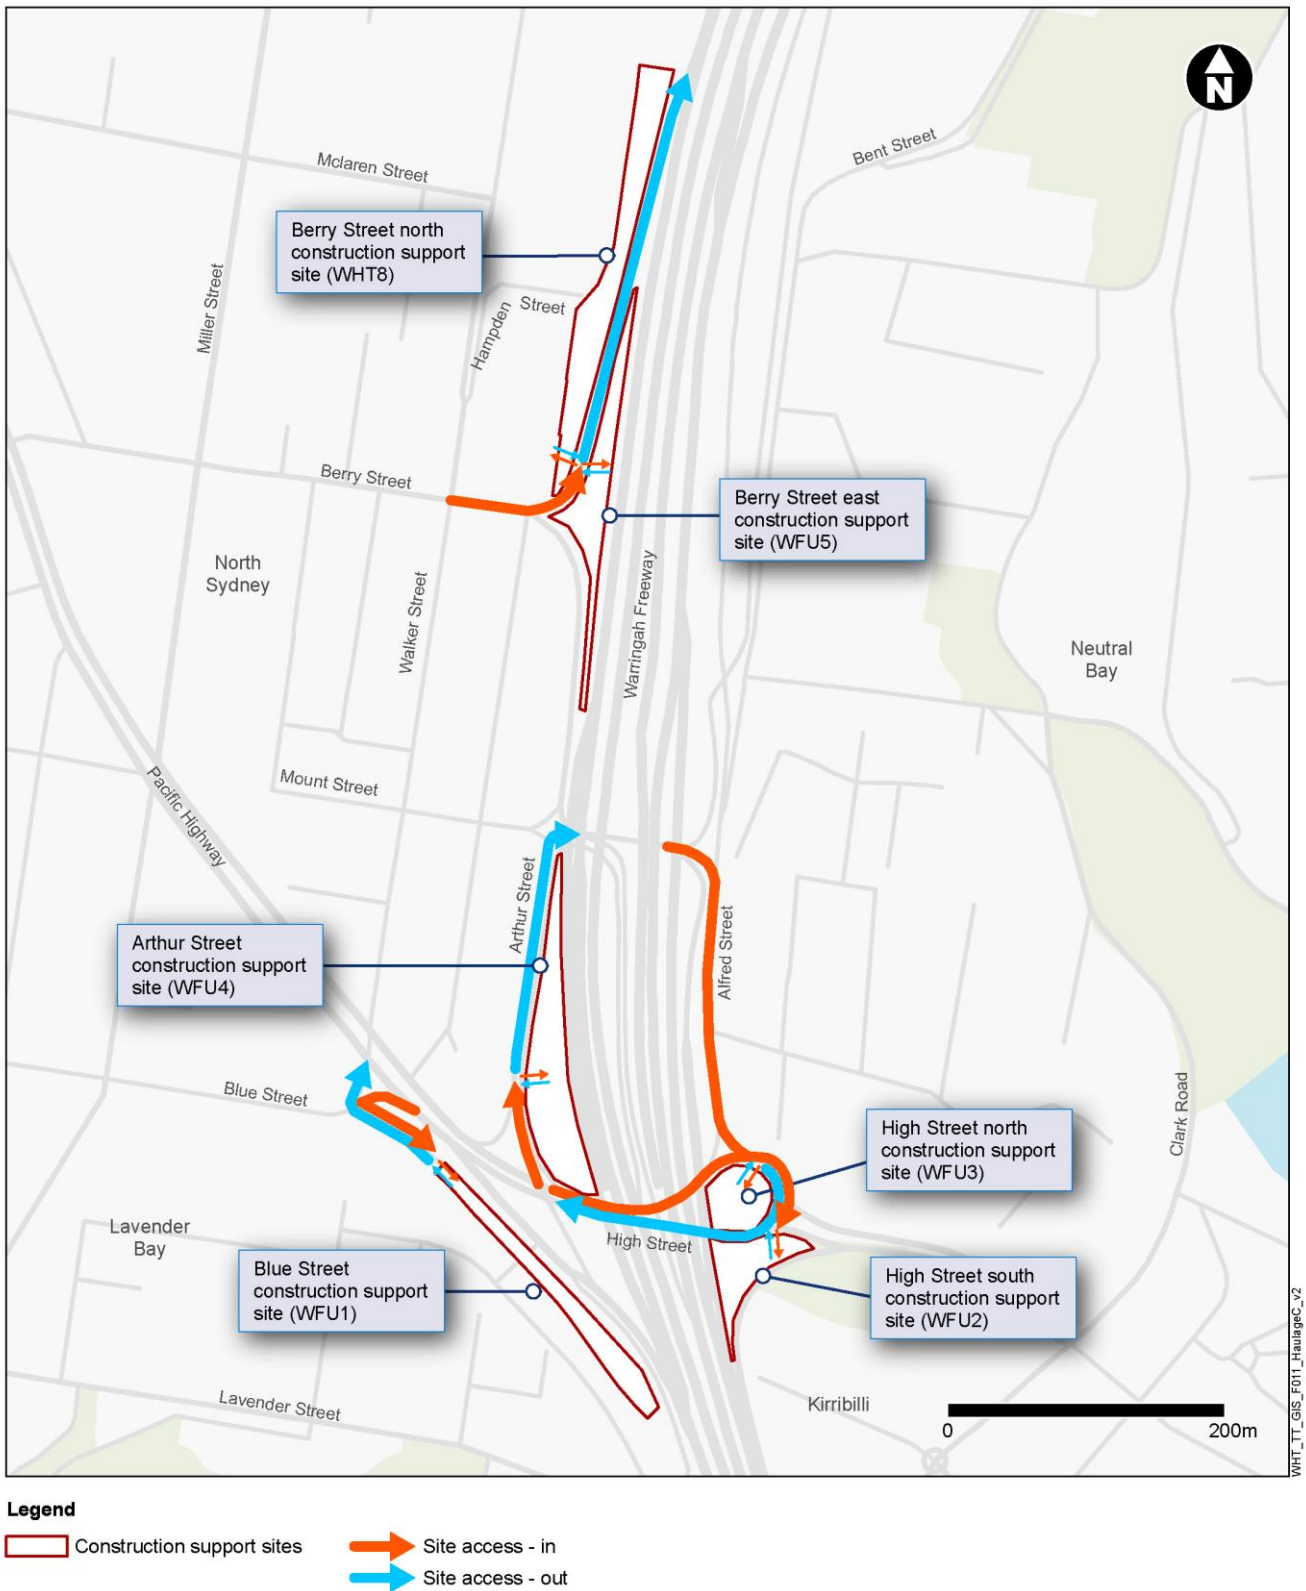 N
Bent Street
Mclaren Street
Berry Street north
construction support
site (WHT8)
Miller Street
Hampden
Street
Berry Street
Berry Street east
construction support
site (WFU5)
North
Sydney
Walker Street
Warringah Freeway
Neutral
Bay
Mount Street
Pacific Highway
Arthur Street
Alfred Street
Arthur Street
construction support
site (WFU4)
Blue Street
Clark Road
High Street north
construction support
site (WFU3)
Lavender
Bay
High Street
Blue Street
construction support
site (WFU1)
High Street south
construction support
site (WFU2)
Lavender Street
Kirribilli
0 200m
WHT_TT_GIS_F011_HaulageC_v2
Legend
Construction support sites
Site access - in
Site access - out